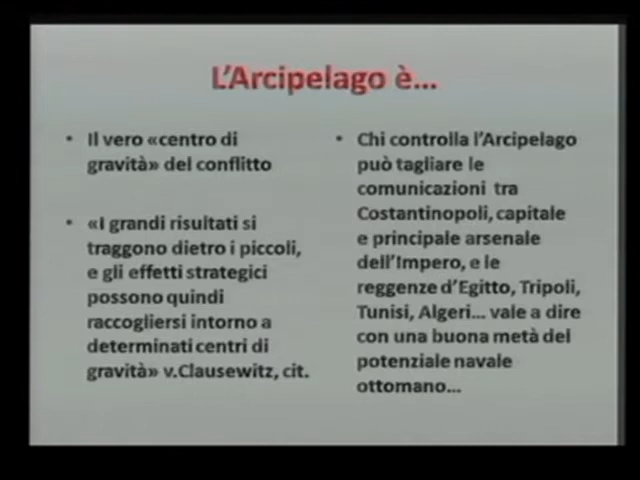 L'Arcipelago è...
• Il vero «centro di
gravità» del conflitto
• «I grandi risultati si
traggono dietro i piccoli,
e gli effetti strategici
possono quindi
raccogliersi intorno a
determinati centri di
gravità» v.Clausewitz, cit.
• Chi controlla l'Arcipelago
può tagliare le
comunicazioni tra
Costantinopoli, capitale
e principale arsenale
dell'Impero, e le
reggenze d'Egitto, Tripoli,
Tunisi, Algeri... vale a dire
con una buona metà del
potenziale navale
ottomano...